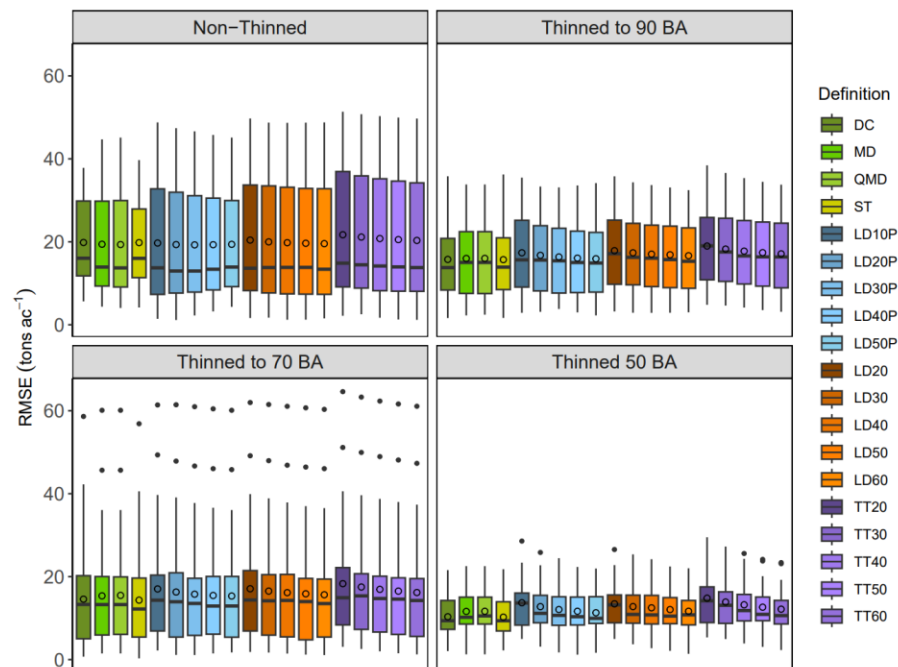 Non−Thinned
Thinned to 90 BA
60
40
20
0
Thinned to 70 BA
Thinned 50 BA
60
40
20
0
RMSE (tons ac⁻¹)
Definition
DC
MD
QMD
ST
LD10P
LD20P
LD30P
LD40P
LD50P
LD20
LD30
LD40
LD50
LD60
TT20
TT30
TT40
TT50
TT60